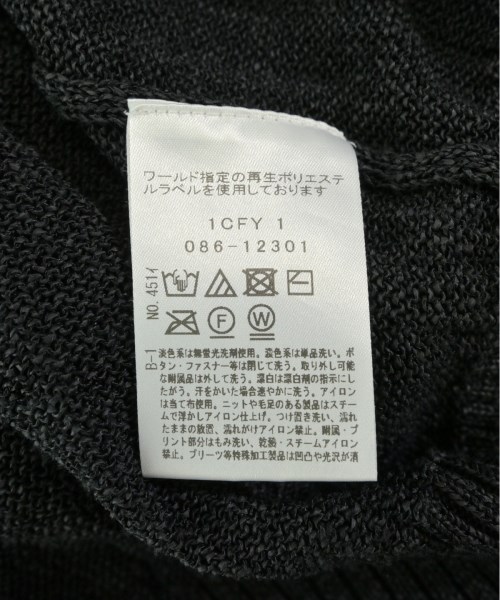 ワールド指定の再生ポリエステ
ルラベルを使用しております
1CFY 1
086-12301
NO. 451イ
F
W
B-1
淡色系は無蛍光洗剤使用。濃色系は単品洗い。ボ
タン・ファスナー等は閉じて洗う。取り外し可能
な附属品は外して洗う。漂白は漂白剤の指示にし
たがう。汗をかいた場合速やかに洗う。アイロン
は当て布使用。ニットや毛足のある製品はスチー
ムで浮かしアイロン仕上げ。つけ置き洗い、濡れ
たままの放置、濡れがけアイロン禁止。附属・プ
リント部分はもみ洗い、乾燥・スチームアイロン
禁止。プリーツ等特殊加工製品は凹凸や光沢が消